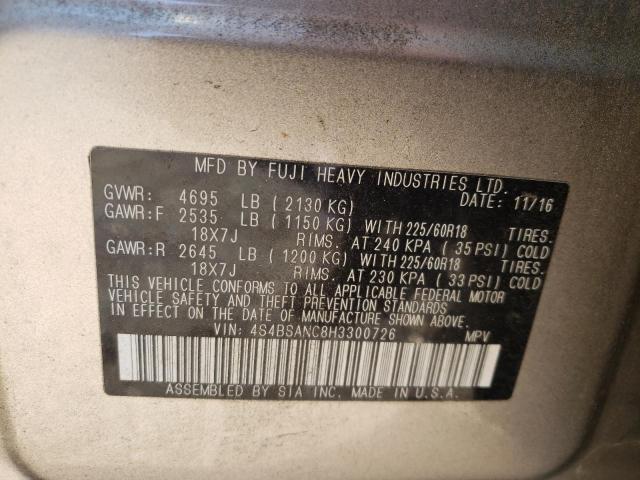 MFD BY FUJI HEAVY INDUSTRIES LTD.
GVWR: 4695 LB ( 2130 KG) DATE: 11/16
GAWR:F 2535 LB ( 1150 KG) WITH 225/60R18 TIRES.
18X7J RIMS. AT 240 KPA ( 35 PSI) COLD
GAWR:R 2645 LB ( 1200 KG) WITH 225/60R18 TIRES.
18X7J RIMS. AT 230 KPA ( 33 PSI) COLD
THIS VEHICLE CONFORMS TO ALL APPLICABLE FEDERAL MOTOR
VEHICLE SAFETY AND THEFT PREVENTION STANDARDS
IN EFFECT ON THE DATE OF MANUFACTURE SHOWN ABOVE.
VIN: 4S4BSANC8H3300726 MPV
ASSEMBLED BY SIA INC. MADE IN U.S.A.